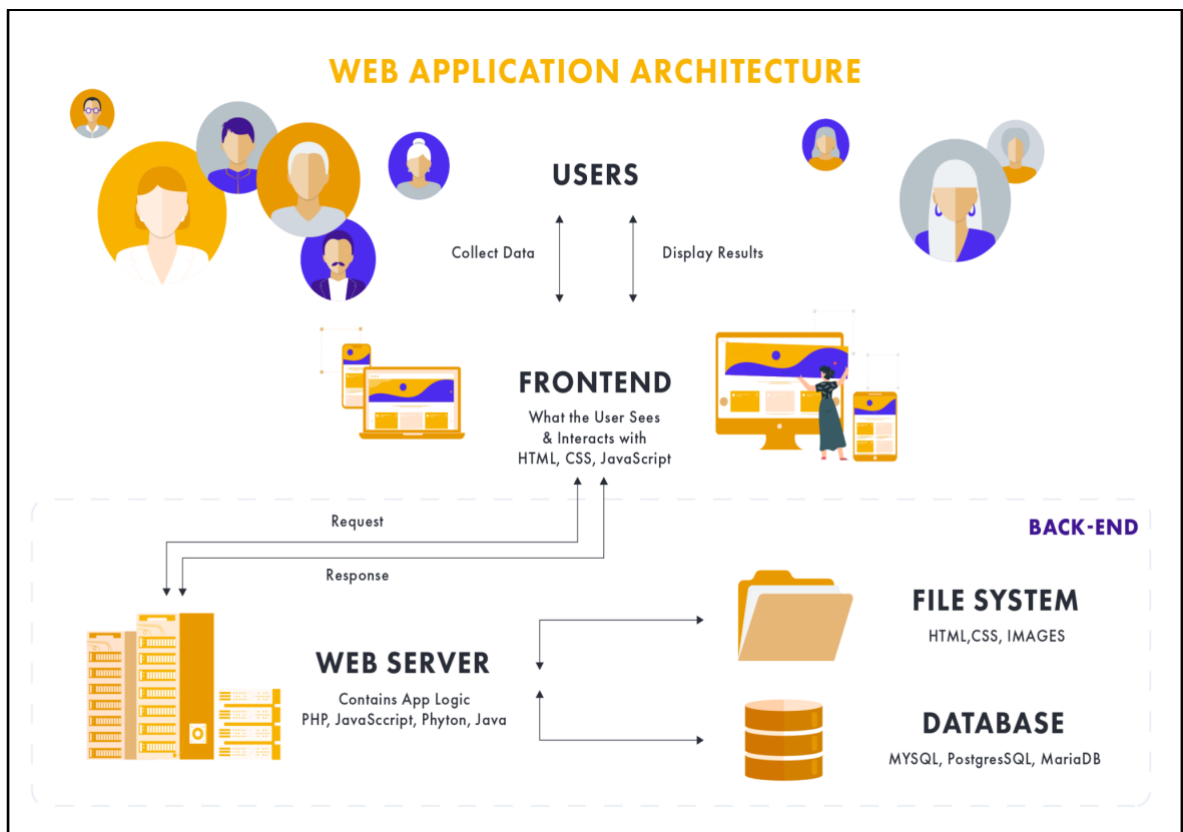 WEB APPLICATION ARCHITECTURE
USERS
Collect Data
Display Results
FRONTEND
What the User Sees
& Interacts with
HTML, CSS, JavaScript
Request
BACK-END
Response
FILE SYSTEM
HTML,CSS, IMAGES
WEB SERVER
Contains App Logic
PHP, JavaSccript, Phyton, Java
DATABASE
MYSQL, PostgresSQL, MariaDB